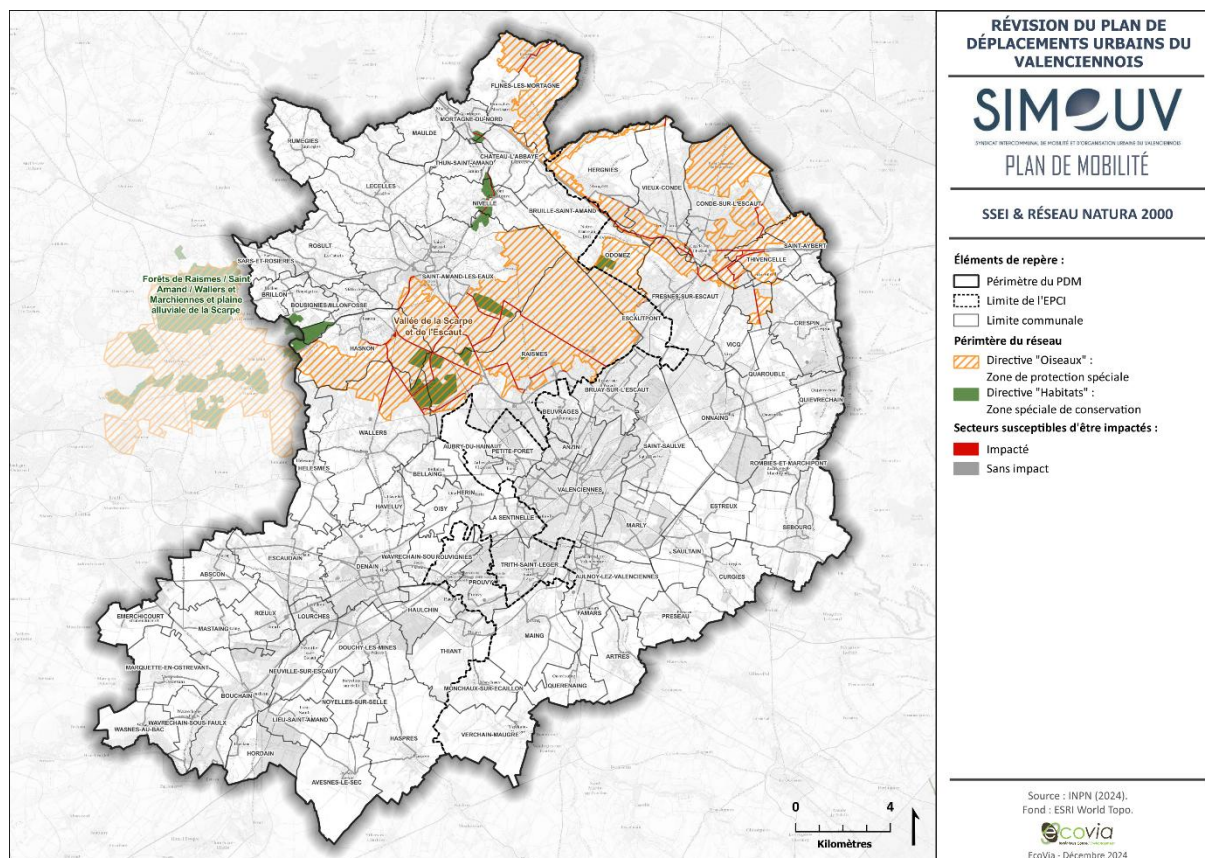 FLINES-LES-MORTAGNE
MORTAGNE-DU-NORD
RUMEGIES
MAULDE
CHATEAU-L'ABBAYE
THUN-SAINT-AMAND
HERGNIES
LECELLES
VIEUX-CONDE
NIVELLE
CONDE-SUR-L'ESCAUT
BRUILLE-SAINT-AMAND
ROSULT
SAINT-AYBERT
SARS-ET-ROSIERES
ODOMEZ
THIVENCELLE
Forêts de Raismes / Saint
Amand / Wallers et
Marchiennes et plaine
alluviale de la Scarpe
SAINT-AMAND-LES-EAUX
BRILLON
FRESNES-SUR-ESCAUT
BOUSIGNIES
MILLONFOSSE
Vallée de la Scarpe
et de l'Escaut
ESCAUTPONT
CRESPIN
HASNON
RAISMES
VICQ
QUAROUBLE
BRUAY-SUR-L'ESCAUT
QUIEVRECHAIN
BEUVRAGES
ONNAING
WALLERS
AUBRY-DU-HAINAUT
ANZIN
SAINT-SAULVE
PETITE-FORET
ROMBIES-ET-MARCHIPONT
HELESMES
BELLAING
VALENCIENNES
HERIN
HAVELUY
OISY
ESTREUX
LA SENTINELLE
MARLY
SEBOURG
ESCAUDAIN
WAVRECHAIN-SOU
ROUVIGNIES
SAULTAIN
ABSCON
DENAIN
TRITH-SAINT-LEGER
AULNOY-LEZ-VALENCIENNES
CURGIES
PROUVY
ROEULX
HAULCHIN
FAMARS
PRESEAU
EMERCHICOURT
LOURCHES
MASTAING
MAING
DOUCHY-LES-MINES
THIANT
ARTRES
MARQUETTE-EN-OSTREVANT
NEUVILLE-SUR-ESCAUT
QUERENAING
MONCHAUX-SUR-ECAILLON
BOUCHAIN
NOYELLES-SUR-SELLE
WAVRECHAIN-SOUS-FAULX
LIEU-SAINT-AMAND
WASNES-AU-BAC
VERCHAIN-MAUGRE
HASPRES
HORDAIN
AVESNES-LE-SEC
0 4
Kilomètres
RÉVISION DU PLAN DE
DÉPLACEMENTS URBAINS DU
VALENCIENNOIS
SIMOUV
SYNDICAT INTERCOMMUNAL DE MOBILITÉ ET D'ORGANISATION URBAINE DU VALENCIENNOIS
PLAN DE MOBILITÉ
SSEI & RÉSEAU NATURA 2000
Éléments de repère :
Périmètre du PDM
Limite de l'EPCI
Limite communale
Périmtère du réseau
Directive "Oiseaux" :
Zone de protection spéciale
Directive "Habitats" :
Zone spéciale de conservation
Secteurs susceptibles d'être impactés :
Impacté
Sans impact
Source : INPN (2024).
Fond : ESRI World Topo.
ecovia
EcoVia - Décembre 2024